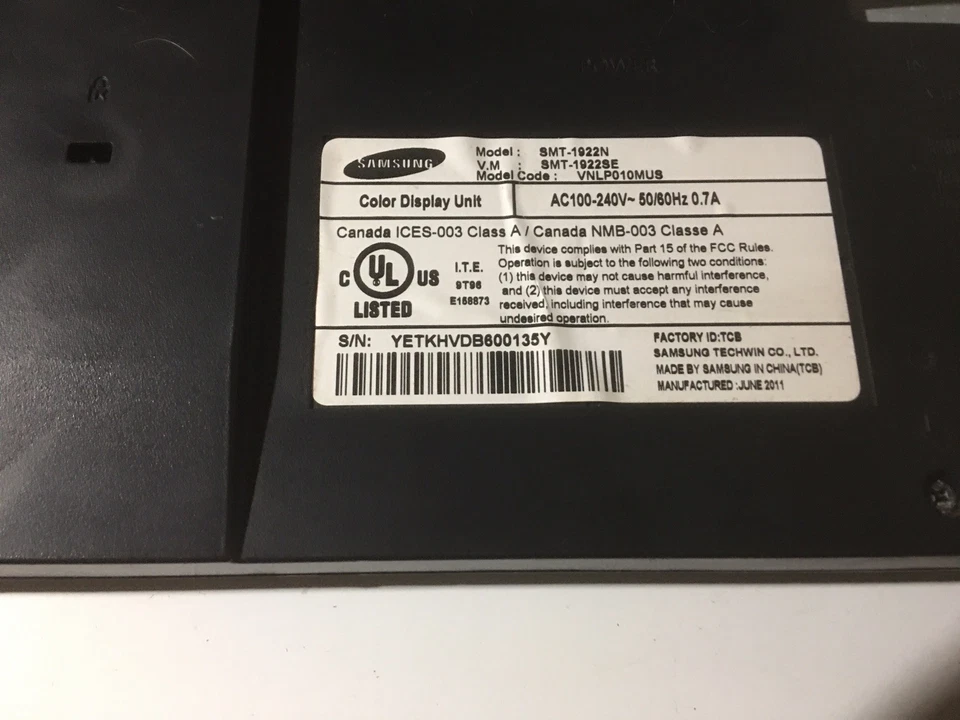 POWER
SAMSUNG
Model : SMT-1922N
V.M : SMT-1922SE
Model Code : VNLP010MUS
Color Display Unit
AC100-240V~ 50/60Hz 0.7A
Canada ICES-003 Class A / Canada NMB-003 Classe A
C UL US
LISTED
I.T.E.
9T96
E158873
This device complies with Part 15 of the FCC Rules.
Operation is subject to the following two conditions:
(1) this device may not cause harmful interference,
and (2) this device must accept any interference
received, including interference that may cause
undesired operation.
S/N: YETKHVDB600135Y
FACTORY ID:TCB
SAMSUNG TECHWIN CO., LTD.
MADE BY SAMSUNG IN CHINA(TCB)
MANUFACTURED :JUNE 2011